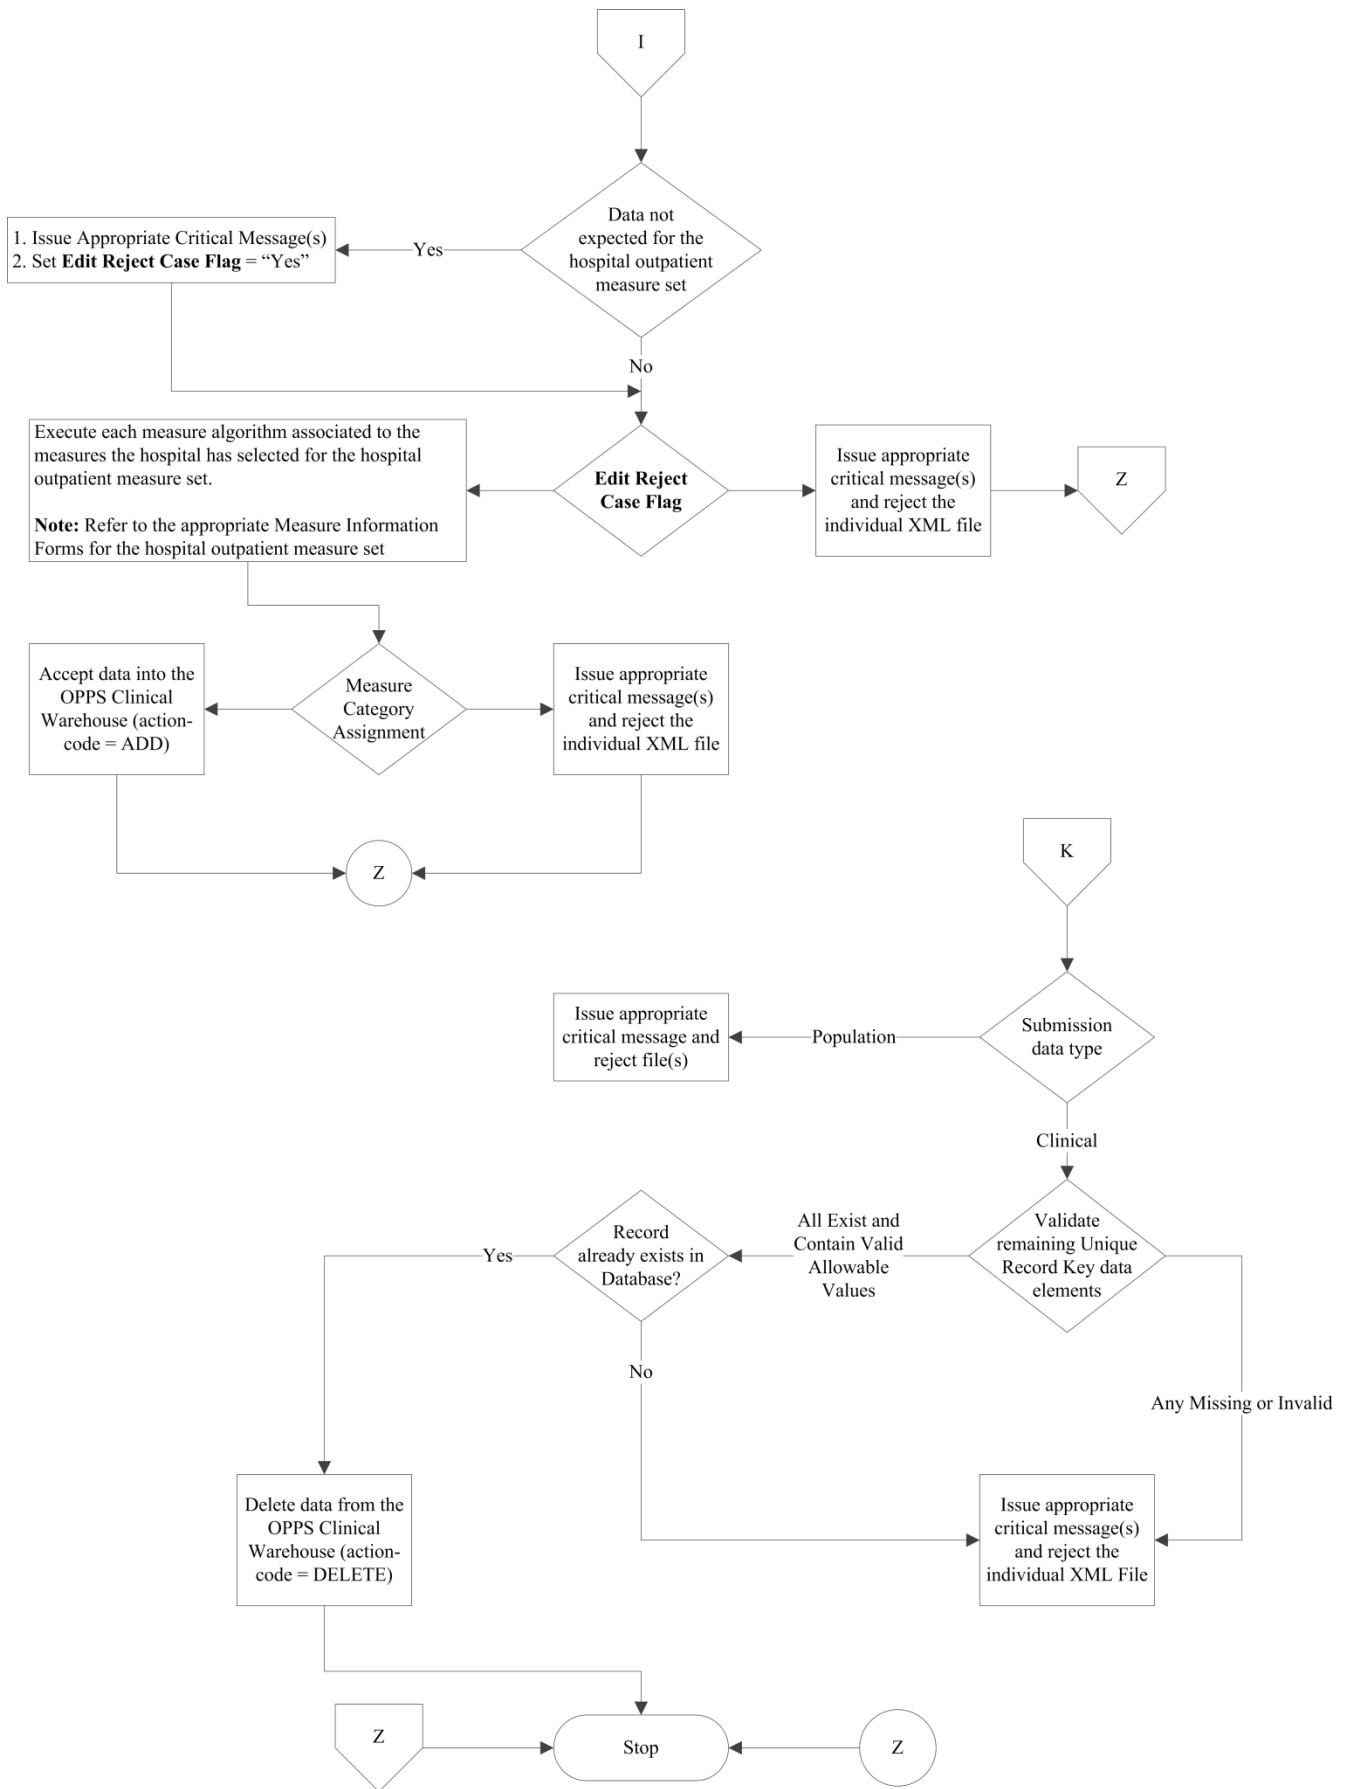 I
Data not
expected for the
hospital outpatient
measure set
Yes
1. Issue Appropriate Critical Message(s)
2. Set Edit Reject Case Flag = “Yes”
No
Execute each measure algorithm associated to the
measures the hospital has selected for the hospital
outpatient measure set.
Note: Refer to the appropriate Measure Information
Forms for the hospital outpatient measure set
Edit Reject
Case Flag
Issue appropriate
critical message(s)
and reject the
individual XML file
Z
Accept data into the
OPPS Clinical
Warehouse (action-
code = ADD)
Measure
Category
Assignment
Issue appropriate
critical message(s)
and reject the
individual XML file
Z
K
Submission
data type
Population
Issue appropriate
critical message and
reject file(s)
Clinical
Validate
remaining Unique
Record Key data
elements
All Exist and
Contain Valid
Allowable
Values
Record
already exists in
Database?
Yes
No
Any Missing or Invalid
Delete data from the
OPPS Clinical
Warehouse (action-
code = DELETE)
Issue appropriate
critical message(s)
and reject the
individual XML File
Z
Stop
Z